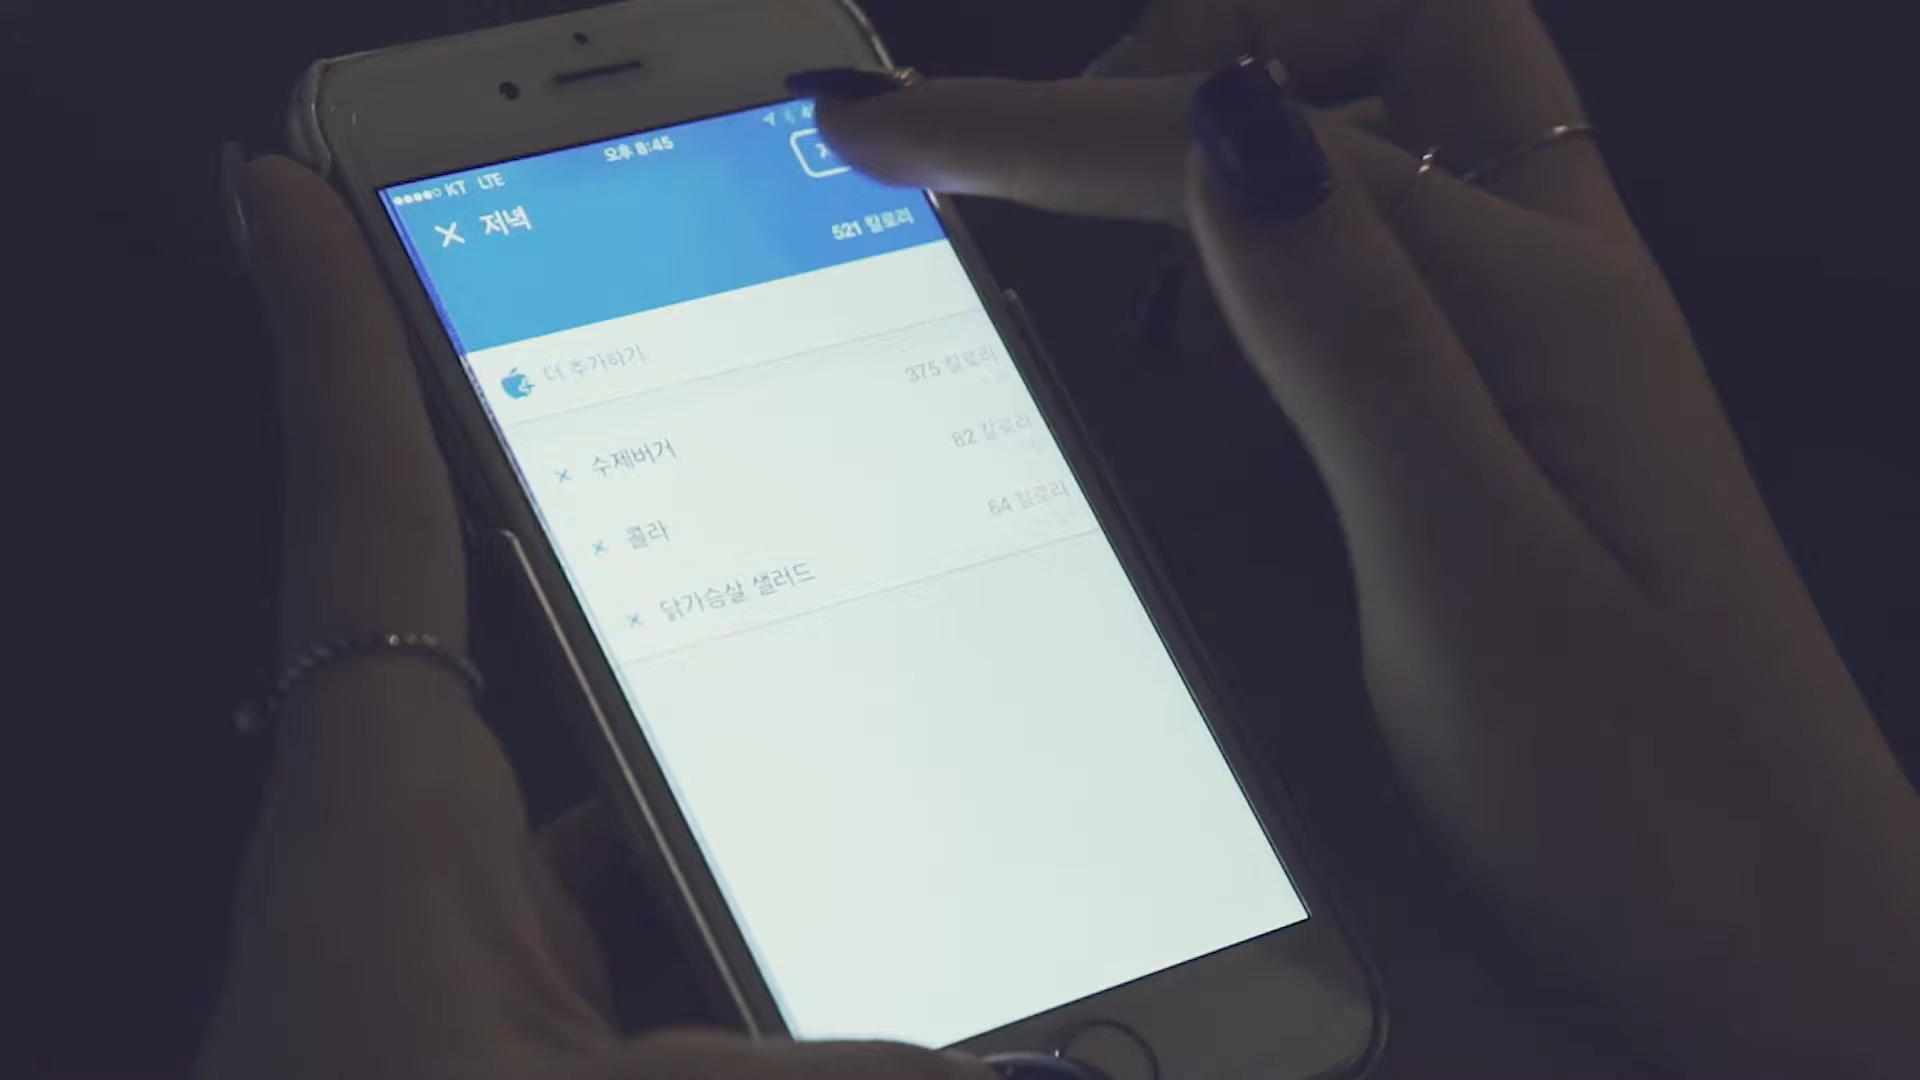 KT LTE
오후 8:45
저녁
521 칼로리
더 추가하기
수제버거 375 칼로리
콜라 82 칼로리
닭가슴살 샐러드 64 칼로리